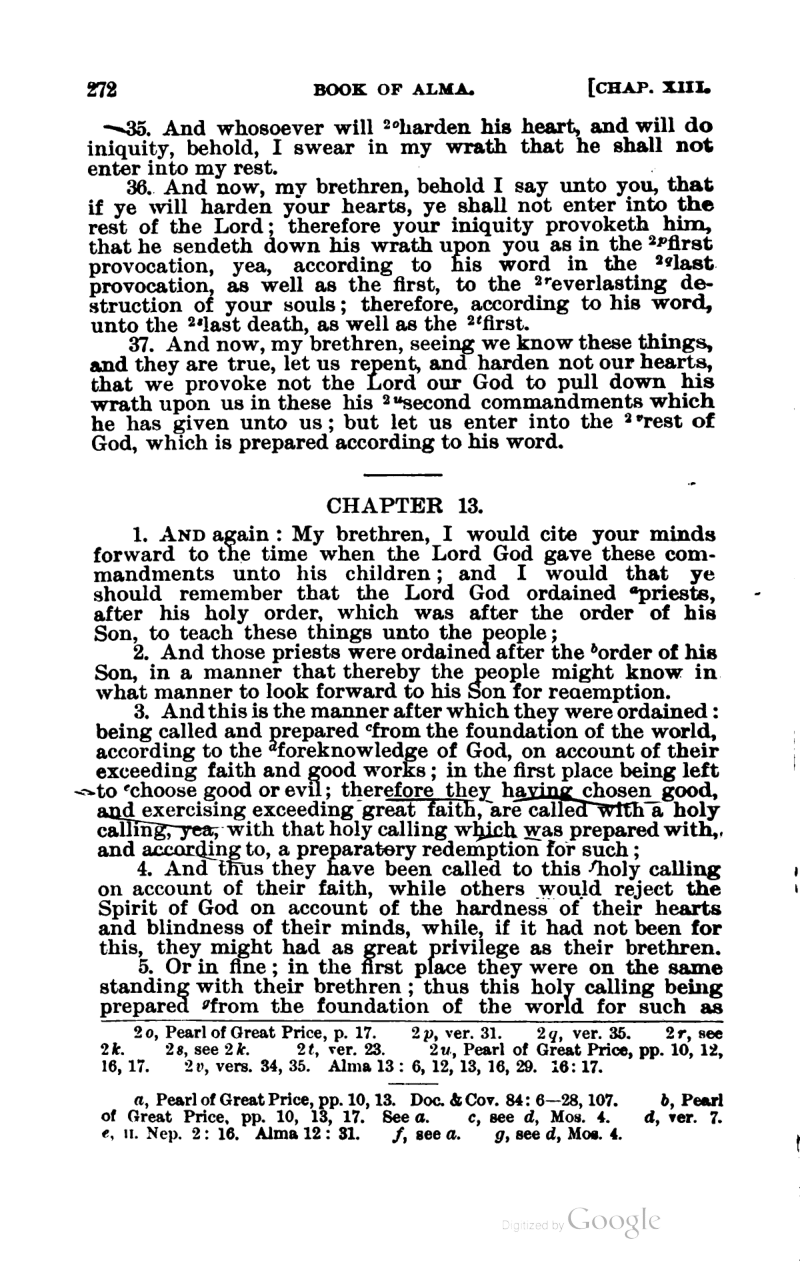 272 BOOK OF ALMA. [CHAP. XIII.
35. And whosoever will 2oharden his heart, and will do
iniquity, behold, I swear in my wrath that he shall not
enter into my rest.
36. And now, my brethren, behold I say unto you, that
if ye will harden your hearts, ye shall not enter into the
rest of the Lord; therefore your iniquity provoketh him,
that he sendeth down his wrath upon you as in the 2pfirst
provocation, yea, according to his word in the 2qlast
provocation, as well as the first, to the 2reverlasting de-
struction of your souls; therefore, according to his word,
unto the 2slast death, as well as the 2tfirst.
37. And now, my brethren, seeing we know these things,
and they are true, let us repent, and harden not our hearts,
that we provoke not the Lord our God to pull down his
wrath upon us in these his 2usecond commandments which
he has given unto us; but let us enter into the 2vrest of
God, which is prepared according to his word.
CHAPTER 13.
1. AND again: My brethren, I would cite your minds
forward to the time when the Lord God gave these com-
mandments unto his children; and I would that ye
should remember that the Lord God ordained apriests,
after his holy order, which was after the order of his
Son, to teach these things unto the people;
2. And those priests were ordained after the border of his
Son, in a manner that thereby the people might know in
what manner to look forward to his Son for redemption.
3. And this is the manner after which they were ordained:
being called and prepared cfrom the foundation of the world,
according to the dforeknowledge of God, on account of their
exceeding faith and good works; in the first place being left
to echoose good or evil; therefore they having chosen good,
and exercising exceeding great faith, are called with a holy
calling, yea, with that holy calling which was prepared with,
and according to, a preparatory redemption for such;
4. And thus they have been called to this fholy calling
on account of their faith, while others would reject the
Spirit of God on account of the hardness of their hearts
and blindness of their minds, while, if it had not been for
this, they might had as great privilege as their brethren.
5. Or in fine; in the first place they were on the same
standing with their brethren; thus this holy calling being
prepared gfrom the foundation of the world for such as
2o, Pearl of Great Price, p. 17. 2p, ver. 31. 2q, ver. 35. 2r, see
2k. 2s, see 2k. 2t, ver. 23. 2u, Pearl of Great Price, pp. 10, 12,
16, 17. 2v, vers. 34, 35. Alma 13: 6, 12, 13, 16, 29. 16: 17.
a, Pearl of Great Price, pp. 10, 13. Doc. & Cov. 84: 6—28, 107. b, Pearl
of Great Price, pp. 10, 13, 17. See a. c, see d, Mos. 4. d, ver. 7.
e, II. Nep. 2: 16. Alma 12: 31. f, see a. g, see d, Mos. 4.
Digitized by Google